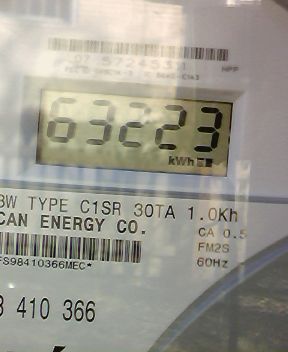 63223
kWh
3W TYPE C1SR 30TA 1.0Kh
CAN ENERGY CO.
CA 0.5
FM2S
FS98410366MEC*
60Hz
410 366